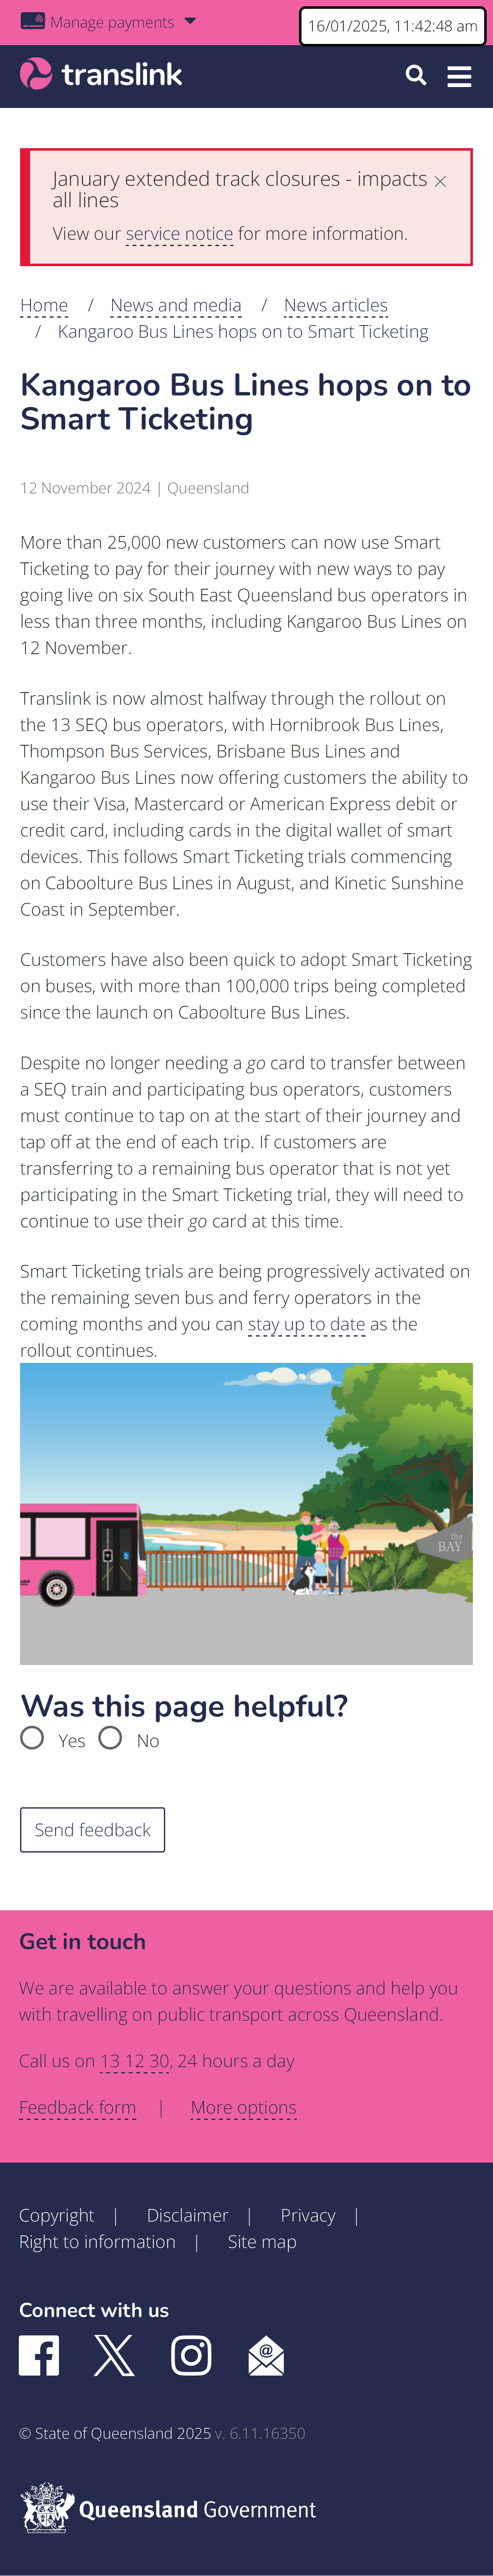 Manage payments
16/01/2025, 11:42:48 am
translink
January extended track closures - impacts
all lines
View our service notice for more information.
Home / News and media / News articles
/ Kangaroo Bus Lines hops on to Smart Ticketing
Kangaroo Bus Lines hops on to
Smart Ticketing
12 November 2024 | Queensland
More than 25,000 new customers can now use Smart
Ticketing to pay for their journey with new ways to pay
going live on six South East Queensland bus operators in
less than three months, including Kangaroo Bus Lines on
12 November.
Translink is now almost halfway through the rollout on
the 13 SEQ bus operators, with Hornibrook Bus Lines,
Thompson Bus Services, Brisbane Bus Lines and
Kangaroo Bus Lines now offering customers the ability to
use their Visa, Mastercard or American Express debit or
credit card, including cards in the digital wallet of smart
devices. This follows Smart Ticketing trials commencing
on Caboolture Bus Lines in August, and Kinetic Sunshine
Coast in September.
Customers have also been quick to adopt Smart Ticketing
on buses, with more than 100,000 trips being completed
since the launch on Caboolture Bus Lines.
Despite no longer needing a go card to transfer between
a SEQ train and participating bus operators, customers
must continue to tap on at the start of their journey and
tap off at the end of each trip. If customers are
transferring to a remaining bus operator that is not yet
participating in the Smart Ticketing trial, they will need to
continue to use their go card at this time.
Smart Ticketing trials are being progressively activated on
the remaining seven bus and ferry operators in the
coming months and you can stay up to date as the
rollout continues.
the
BAY
Was this page helpful?
Yes No
Send feedback
Get in touch
We are available to answer your questions and help you
with travelling on public transport across Queensland.
Call us on 13 12 30, 24 hours a day
Feedback form | More options
Copyright | Disclaimer | Privacy |
Right to information | Site map
Connect with us
© State of Queensland 2025 v. 6.11.16350
Queensland Government